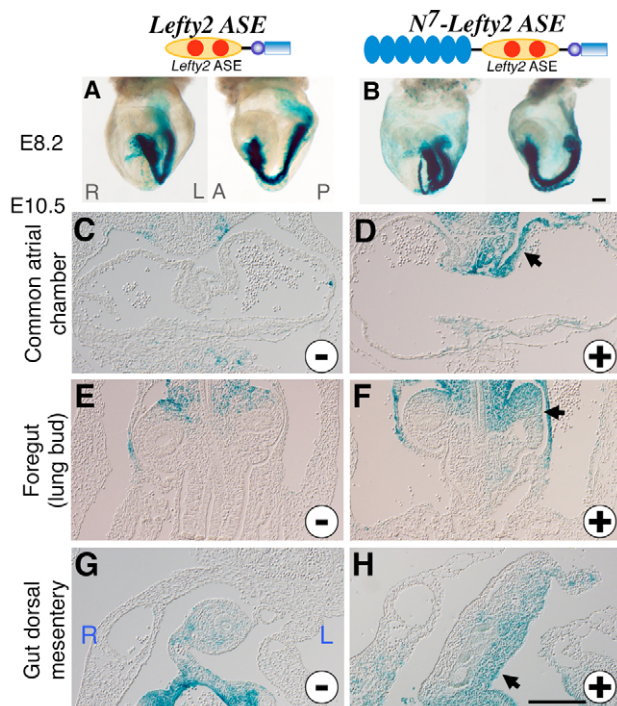 Lefty2 ASE
N7-Lefty2 ASE
Lefty2 ASE
Lefty2 ASE
A
B
E8.2
R
L
A
P
E10.5
C
D
Common atrial
chamber
-
+
E
F
Foregut
(lung bud)
-
+
G
H
Gut dorsal
mesentery
R
L
-
+